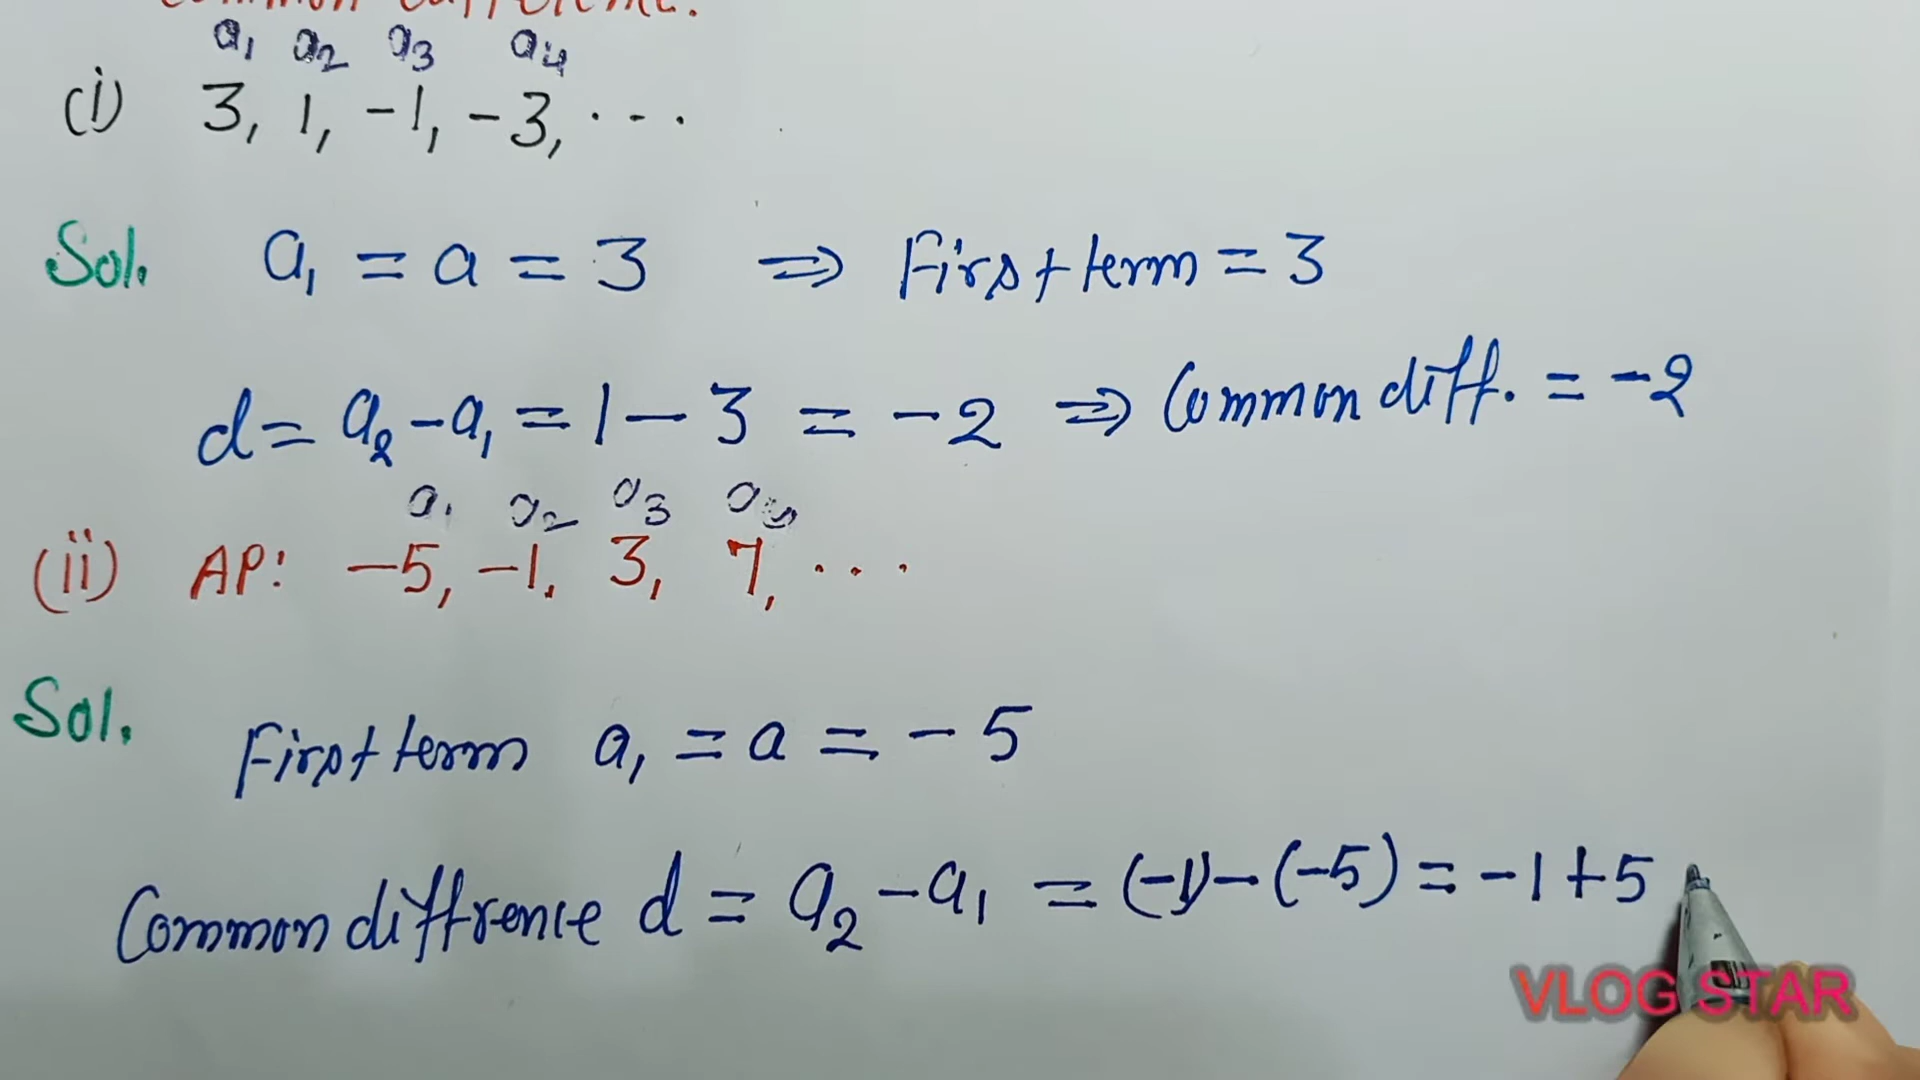 common difference.
a₁ a₂ a₃ a₄
(i) 3, 1, -1, -3, ...
Sol. a₁ = a = 3 ⇒ First term = 3
d = a₂ - a₁ = 1 - 3 = -2 ⇒ Common diff. = -2
a₁ a₂ a₃ a₄
(ii) AP: -5, -1, 3, 7, ...
Sol. First term a₁ = a = -5
Common diffrence d = a₂ - a₁ = (-1) - (-5) = -1 + 5
VLOG STAR